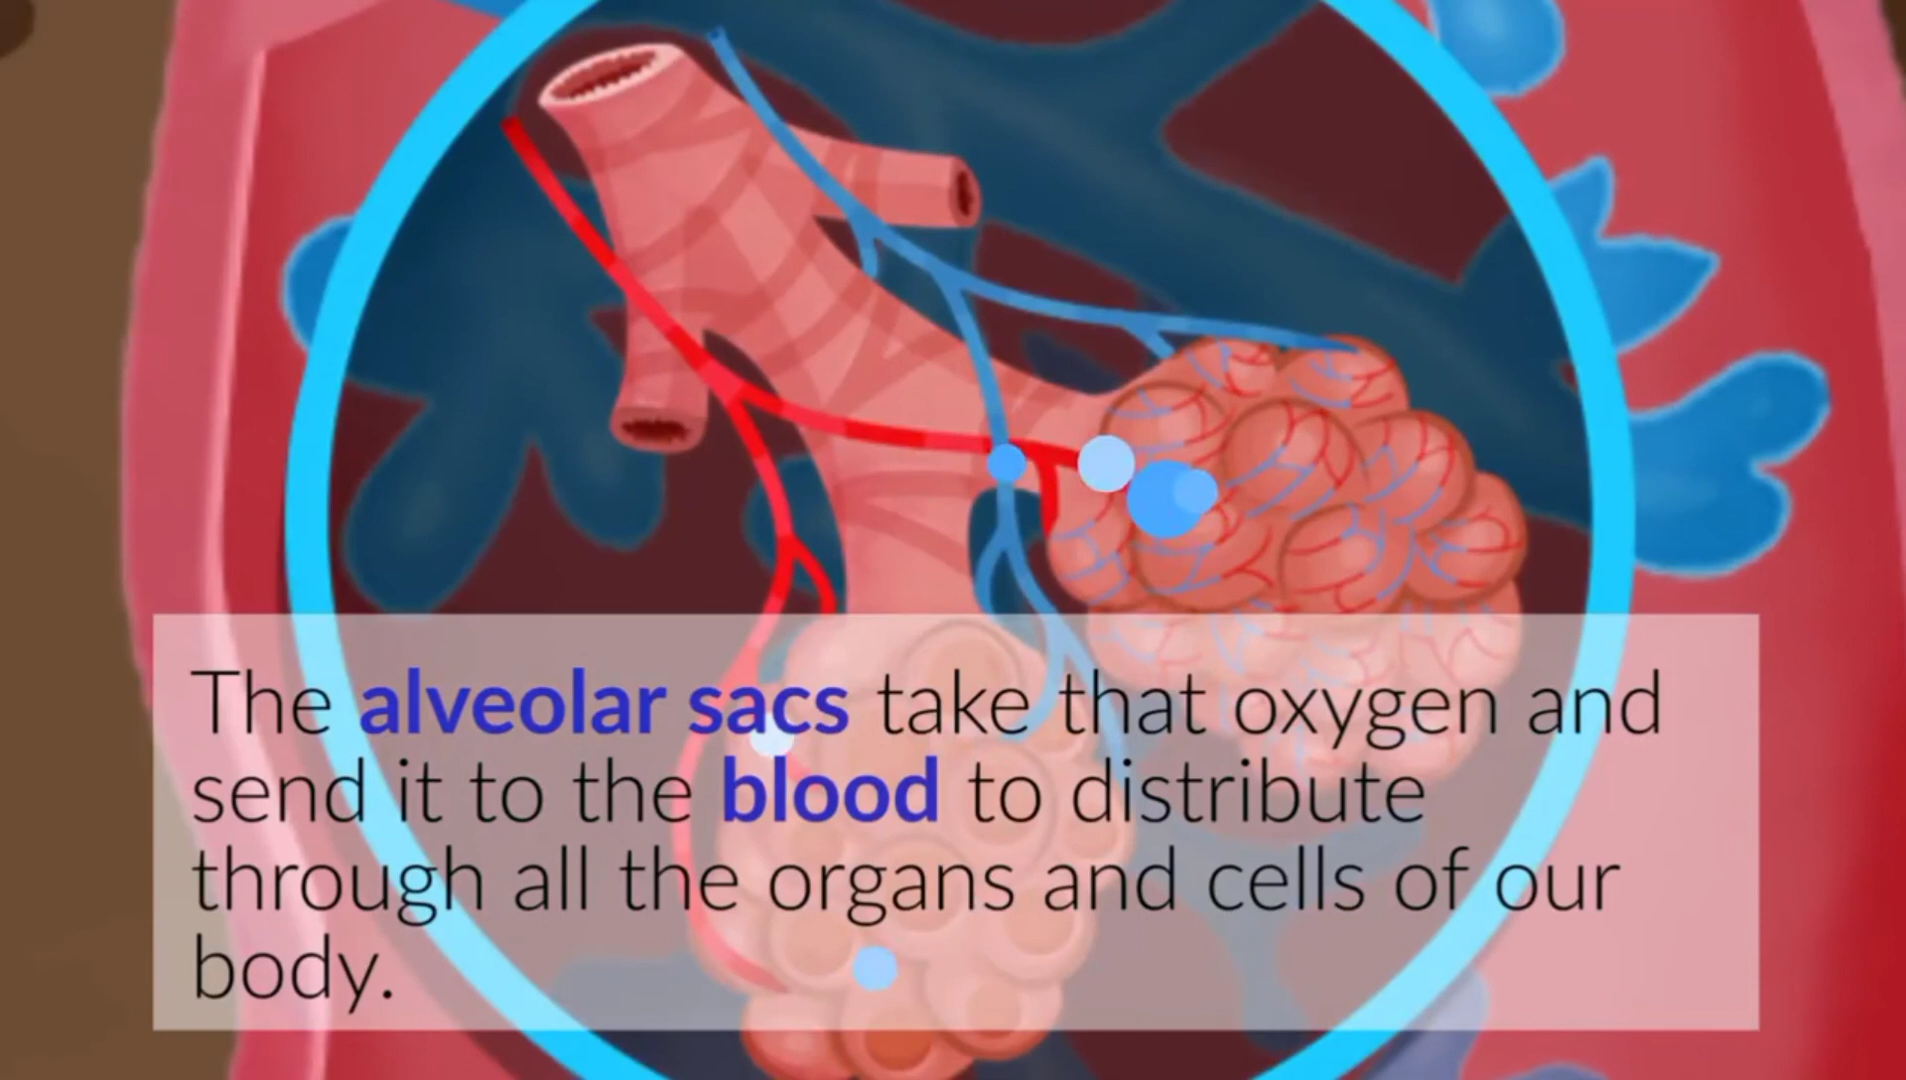 The alveolar sacs take that oxygen and
send it to the blood to distribute
through all the organs and cells of our
body.